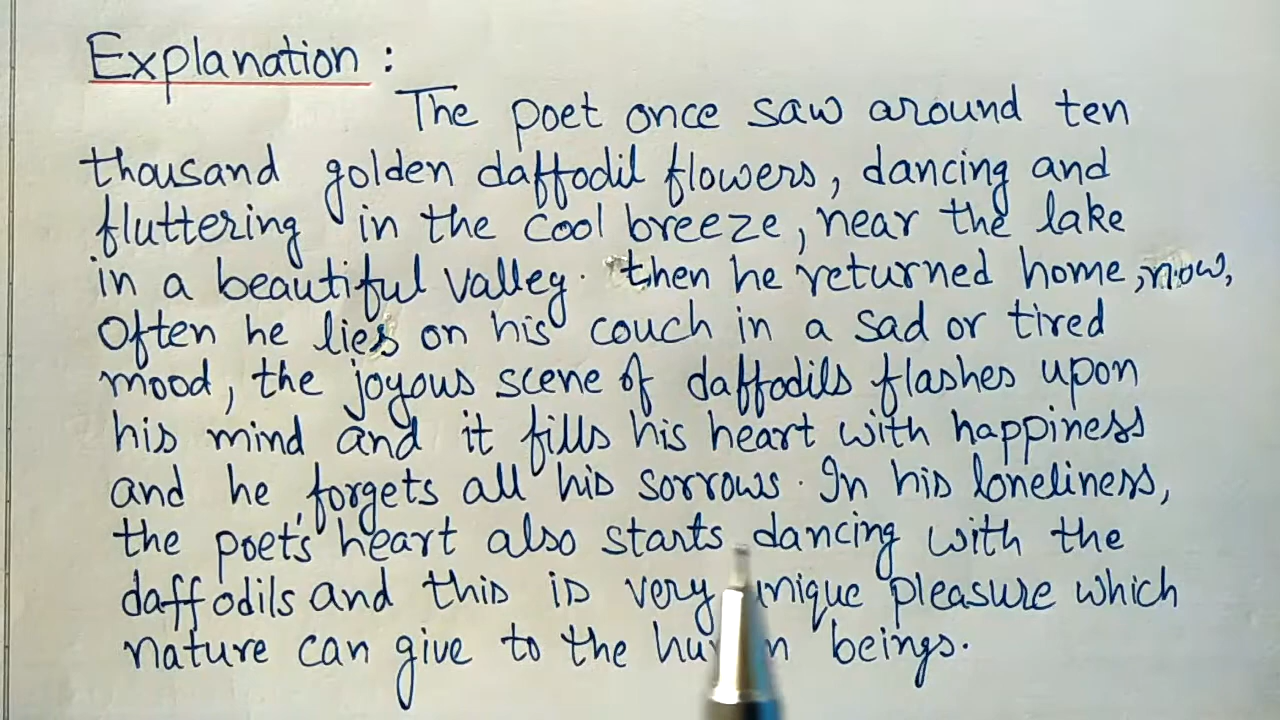 Explanation :
The poet once saw around ten
thousand golden daffodil flowers, dancing and
fluttering in the cool breeze, near the lake
in a beautiful valley. then he returned home, now,
Often he lies on his couch in a sad or tired
mood, the joyous scene of daffodils flashes upon
his mind and it fills his heart with happiness
and he forgets all his sorrows. In his loneliness,
the poet's heart also starts dancing with the
daffodils and this is very unique pleasure which
nature can give to the human beings.